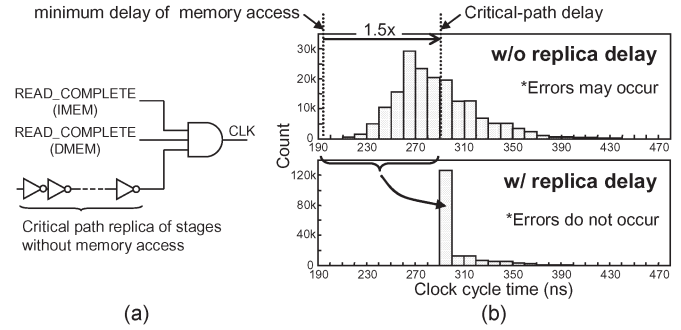 minimum delay of memory access
Critical-path delay
1.5x
READ_COMPLETE
(IMEM)
READ_COMPLETE
(DMEM)
CLK
Critical path replica of stages
without memory access
(a)
Count
30k
20k
10k
0
w/o replica delay
*Errors may occur
190 230 270 310 350 390 430 470
120k
80k
40k
0
w/ replica delay
*Errors do not occur
190 230 270 310 350 390 430 470
Clock cycle time (ns)
(b)